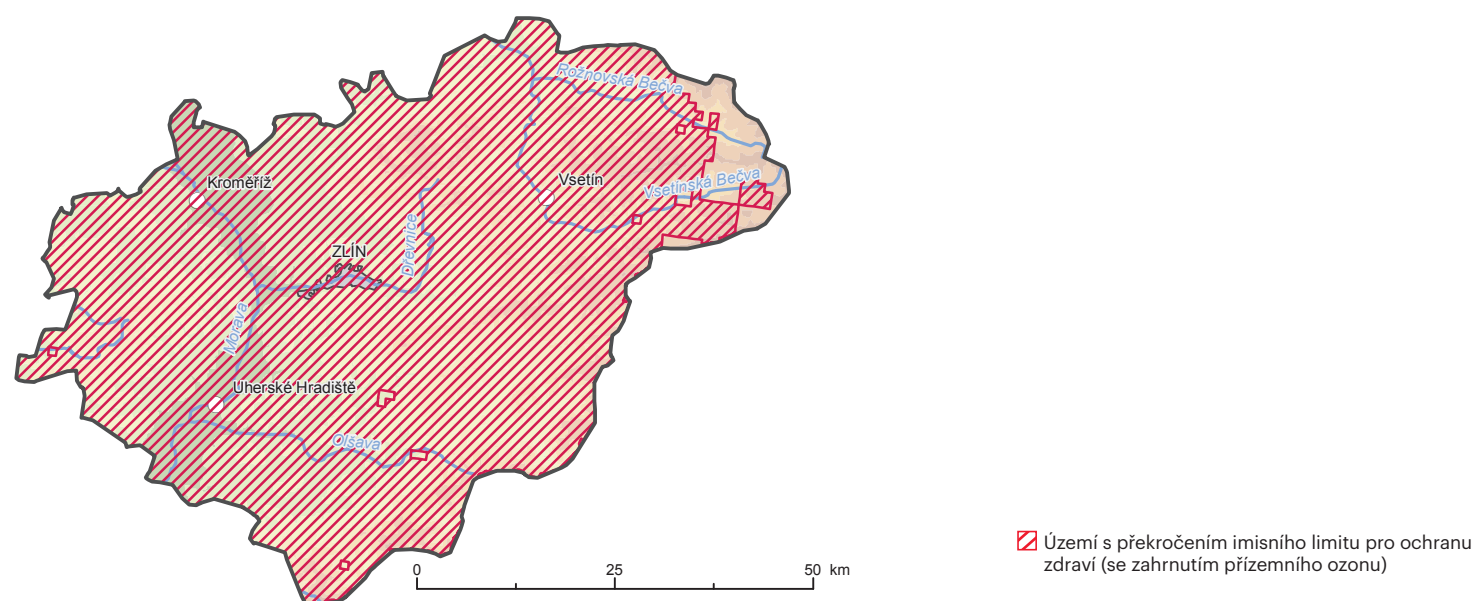 Rožnovská Bečva
Kroměříž
Vsetín
Vsetínská Bečva
Dřevnice
ZLÍN
Morava
Uherské Hradiště
Olšava
0 25 50 km
Území s překročením imisního limitu pro ochranu
zdraví (se zahrnutím přízemního ozonu)